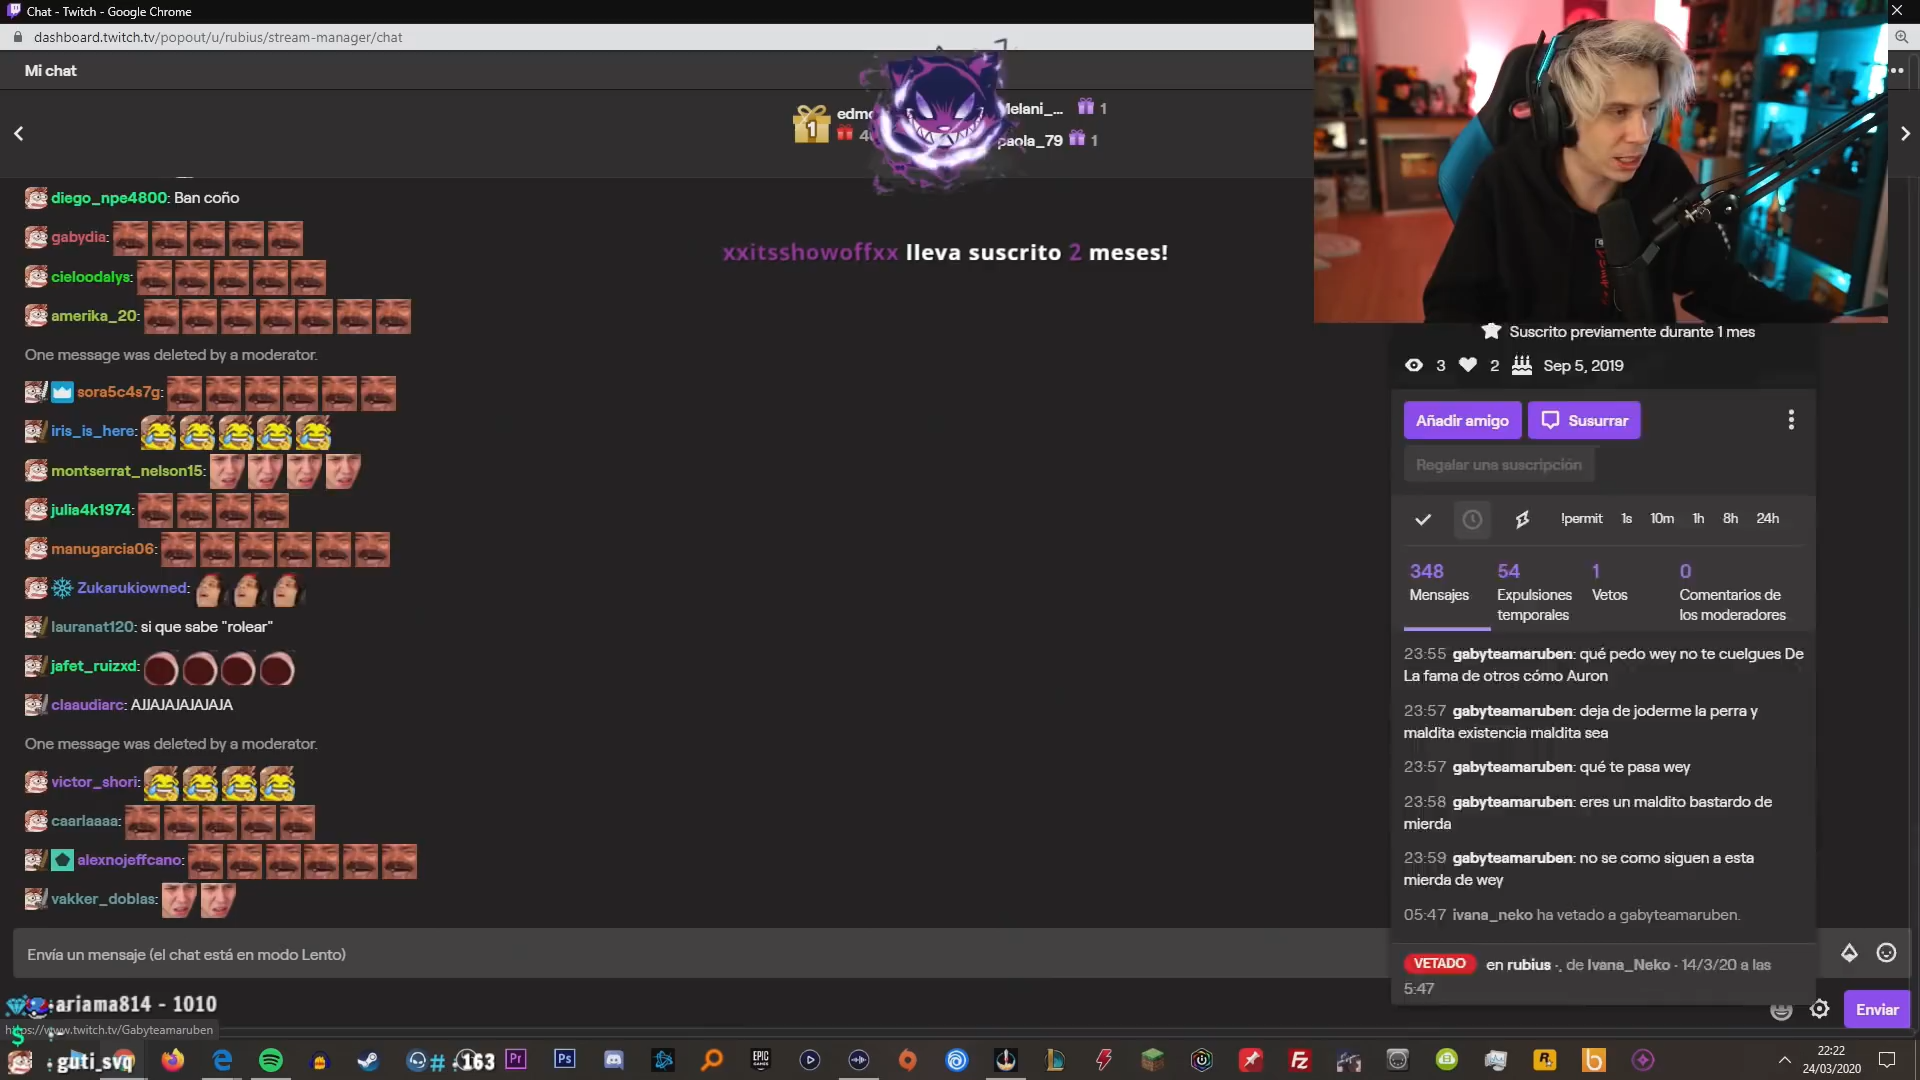 Chat - Twitch - Google Chrome
dashboard.twitch.tv/popout/u/rubius/stream-manager/chat
Mi chat
1
1
paola_79 1
diego_npe4800: Ban coño
gabydia:
cieloodalys:
amerika_20:
One message was deleted by a moderator.
sora5c4s7g:
iris_is_here:
montserrat_nelson15:
julia4k1974:
manugarcia06:
Zukarukiowned:
lauranat120: si que sabe "rolear"
jafet_ruizxd:
claaudiarc: AJJAJAJAJAJAJA
One message was deleted by a moderator.
victor_shori:
caarlaaaa:
alexnojeffcano:
vakker_doblas:
xxitsshowoffxx lleva suscrito 2 meses!
Suscrito previamente durante 1 mes
3 2 Sep 5, 2019
Añadir amigo Susurrar
Regalar una suscripción
!permit 1s 10m 1h 8h 24h
348 54 1 0
Mensajes Expulsiones Vetos Comentarios de
temporales los moderadores
23:55 gabyteamaruben: qué pedo wey no te cuelgues De
La fama de otros cómo Auron
23:57 gabyteamaruben: deja de joderme la perra y
maldita existencia maldita sea
23:57 gabyteamaruben: qué te pasa wey
23:58 gabyteamaruben: eres un maldito bastardo de
mierda
23:59 gabyteamaruben: no se como siguen a esta
mierda de wey
05:47 ivana_neko ha vetado a gabyteamaruben.
VETADO en rubius -, de Ivana_Neko - 14/3/20 a las
5:47
Envía un mensaje (el chat está en modo Lento)
Enviar
ariama814 - 1010
https://www.twitch.tv/Gabyteamaruben
guti_svq
#
163
Pr
Ps
EPIC
GAMES
Fz
22:22
24/03/2020